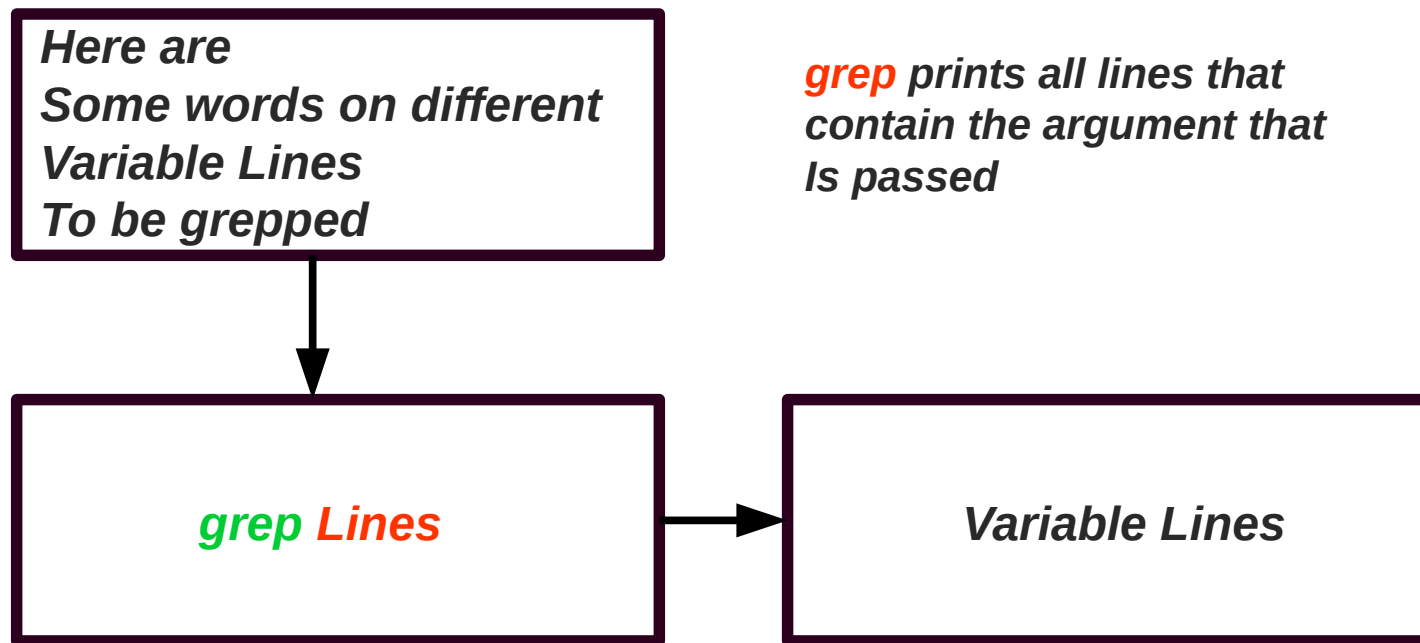 Here are
Some words on different
Variable Lines
To be grepped
grep prints all lines that
contain the argument that
Is passed
grep Lines
Variable Lines